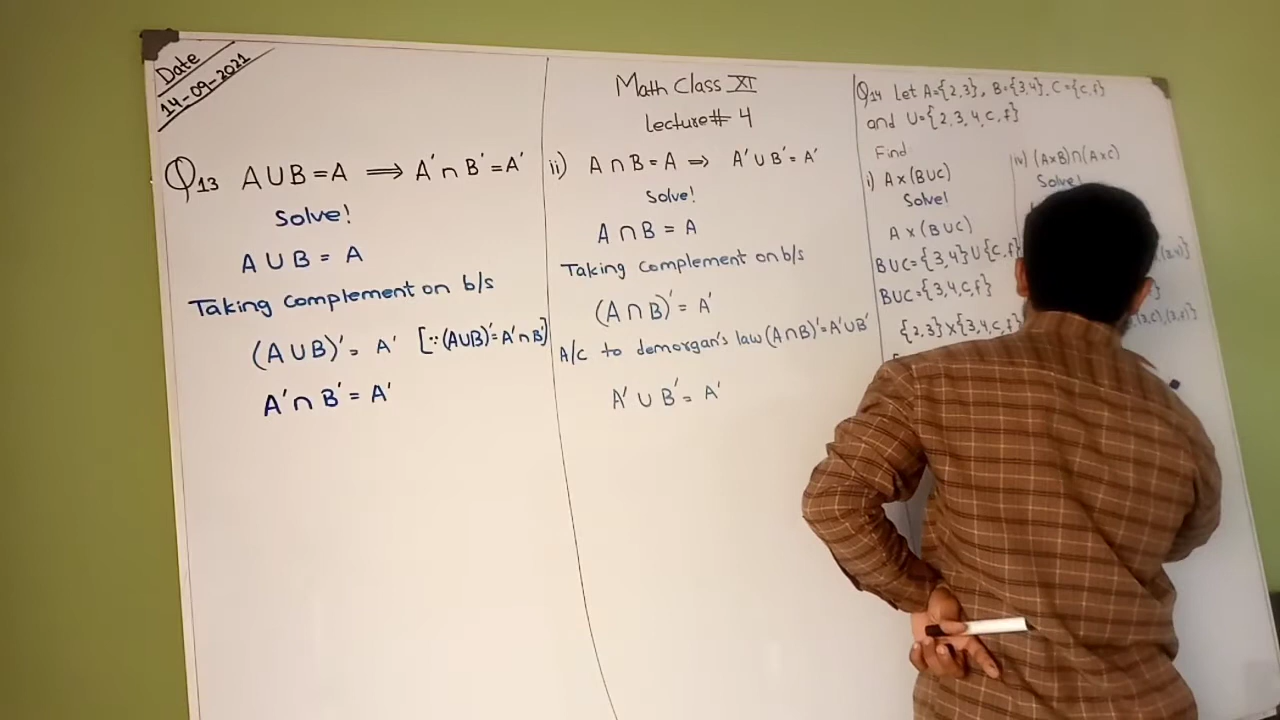 Date
14-09-2021
Math Class XI
Lecture# 4
Q13 A∪B=A ⟹ A'∩B'=A'
Solve!
A∪B = A
Taking complement on b/s
(A∪B)'= A' [∵(A∪B)'=A'∩B']
A'∩B'= A'
ii) A∩B=A ⟹ A'∪B'=A'
Solve!
A∩B = A
Taking complement on b/s
(A∩B)'= A'
A/c to demorgan's law (A∩B)'=A'∪B'
A'∪B'= A'
Q14 Let A={2,3}, B={3,4}, C={c,f}
and U={2,3,4,c,f}
Find
i) A×(B∪C)
Solve!
A×(B∪C)
B∪C={3,4}∪{c,f}
B∪C={3,4,c,f}
{2,3}×{3,4,c,f}
iv) (A×B)∩(A×C)
Solve!